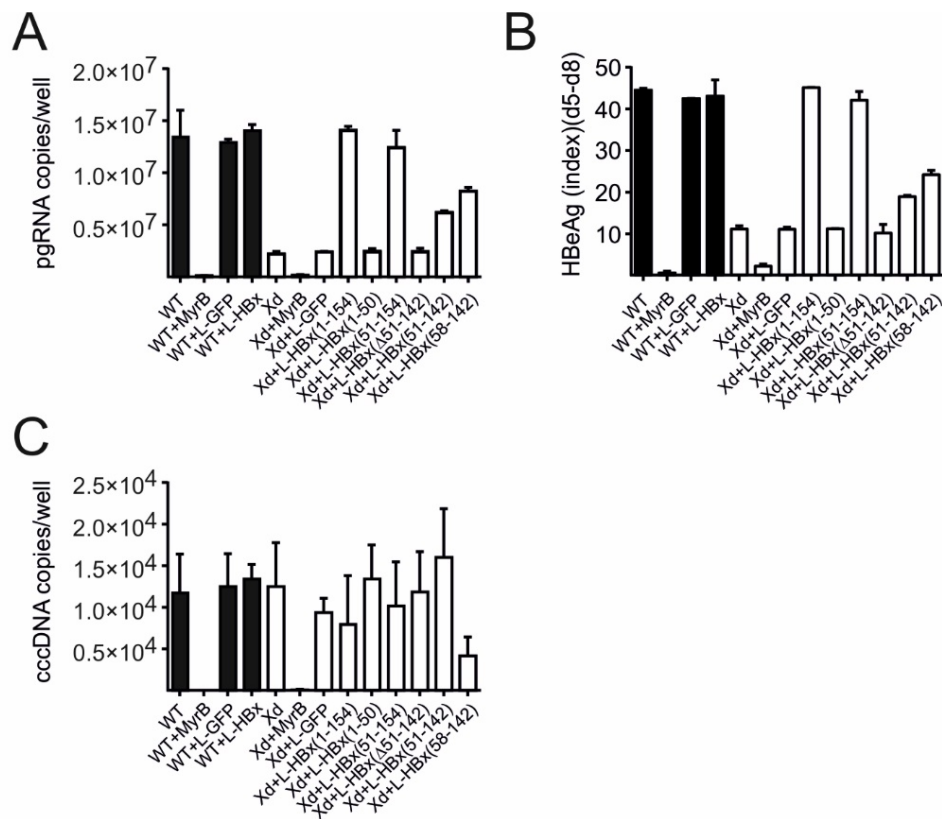 A
pgRNA copies/well
2.0×10⁷
1.5×10⁷
1.0×10⁷
0.5×10⁷
WT
WT+MyrB
WT+L-GFP
WT+L-HBx
Xd
Xd+MyrB
Xd+L-GFP
Xd+L-HBx(1-154)
Xd+L-HBx(1-50)
Xd+L-HBx(51-154)
Xd+L-HBx(Δ51-142)
Xd+L-HBx(51-142)
Xd+L-HBx(58-142)
B
HBeAg (index)(d5-d8)
50
40
30
20
10
WT
WT+MyrB
WT+L-GFP
WT+L-HBx
Xd
Xd+MyrB
Xd+L-GFP
Xd+L-HBx(1-154)
Xd+L-HBx(1-50)
Xd+L-HBx(51-154)
Xd+L-HBx(Δ51-142)
Xd+L-HBx(51-142)
Xd+L-HBx(58-142)
C
cccDNA copies/well
2.5×10⁴
2.0×10⁴
1.5×10⁴
1.0×10⁴
0.5×10⁴
WT
WT+MyrB
WT+L-GFP
WT+L-HBx
Xd
Xd+MyrB
Xd+L-GFP
Xd+L-HBx(1-154)
Xd+L-HBx(1-50)
Xd+L-HBx(51-154)
Xd+L-HBx(Δ51-142)
Xd+L-HBx(51-142)
Xd+L-HBx(58-142)